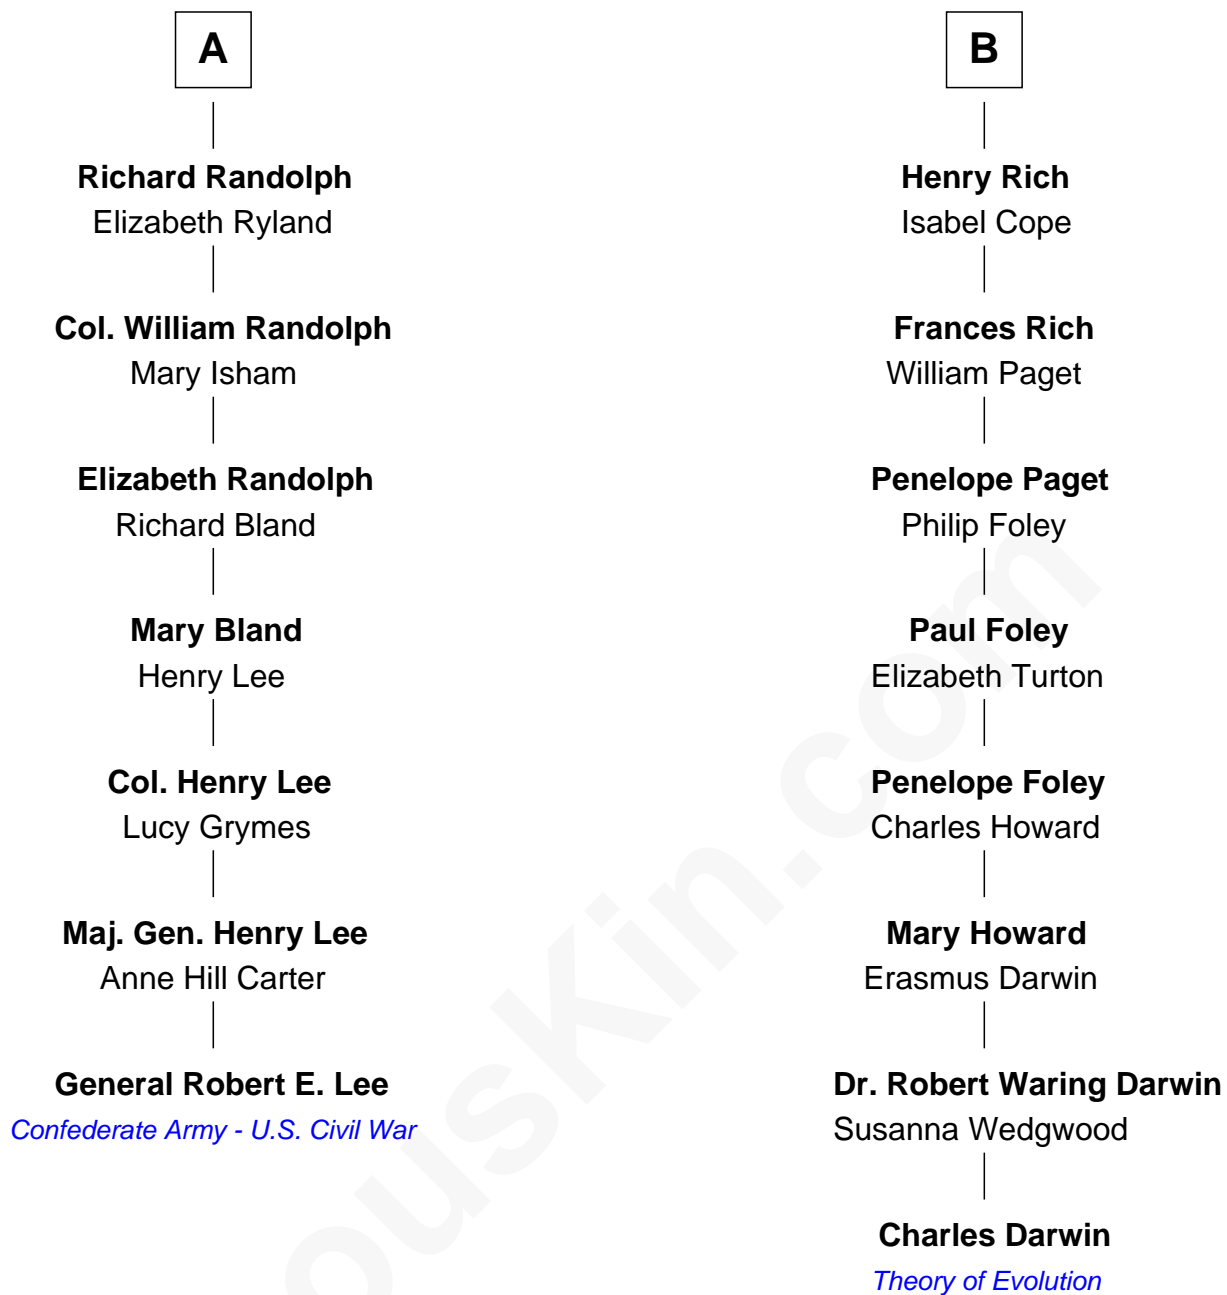 A
Richard Randolph
Elizabeth Ryland
Col. William Randolph
Mary Isham
Elizabeth Randolph
Richard Bland
Mary Bland
Henry Lee
Col. Henry Lee
Lucy Grymes
Maj. Gen. Henry Lee
Anne Hill Carter
General Robert E. Lee
Confederate Army - U.S. Civil War
B
Henry Rich
Isabel Cope
Frances Rich
William Paget
Penelope Paget
Philip Foley
Paul Foley
Elizabeth Turton
Penelope Foley
Charles Howard
Mary Howard
Erasmus Darwin
Dr. Robert Waring Darwin
Susanna Wedgwood
Charles Darwin
Theory of Evolution
ousKin.com